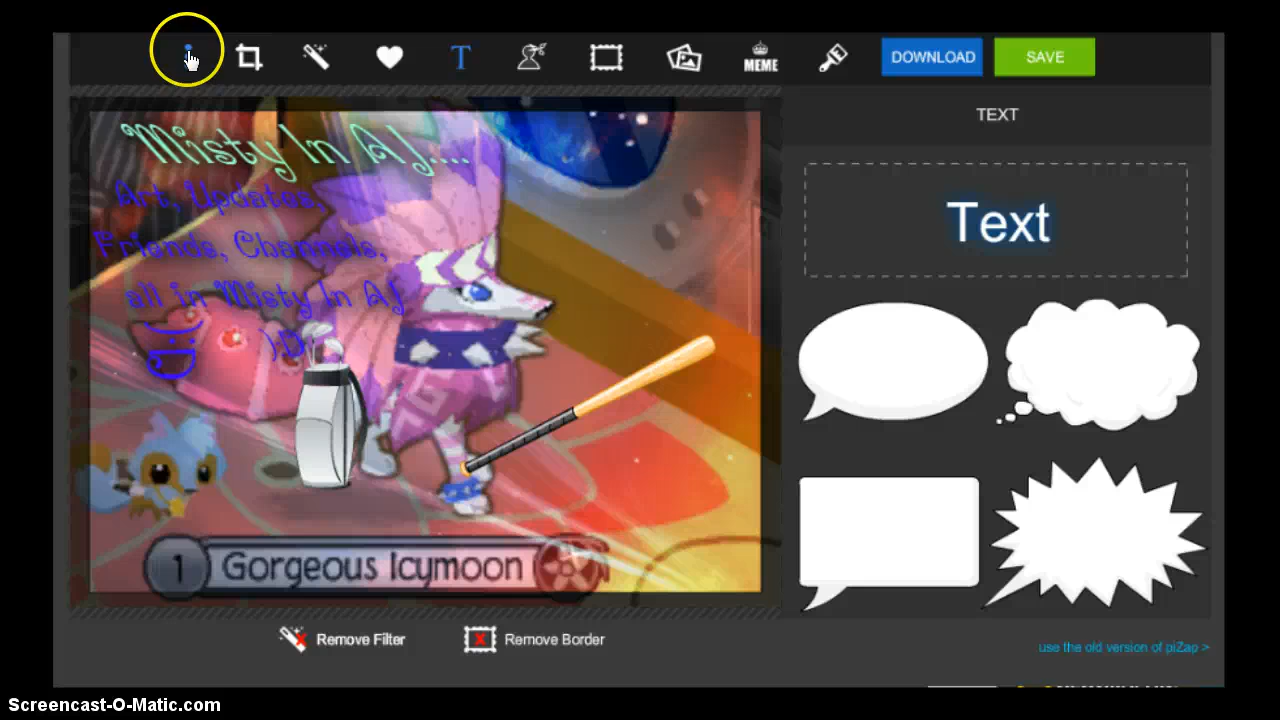 T
MEME
DOWNLOAD
SAVE
TEXT
Misty In AJ....
Art, Updates,
Friends, Channels,
all in Misty In AJ
):D
Text
1 Gorgeous Icymoon
Remove Filter
Remove Border
use the old version of piZap >
Screencast-O-Matic.com